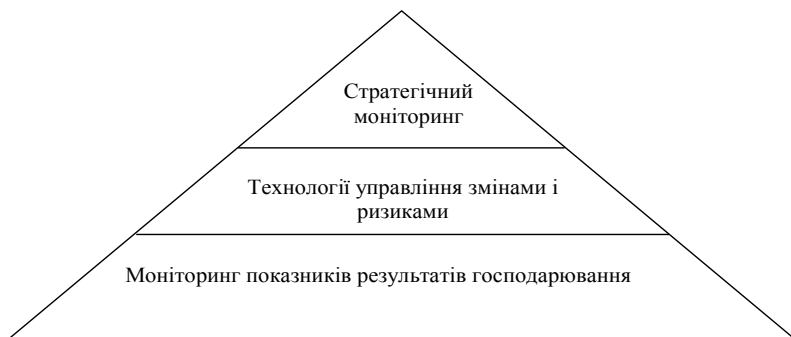 Стратегічний
моніторинг
Технології управління змінами і
ризиками
Моніторинг показників результатів господарювання